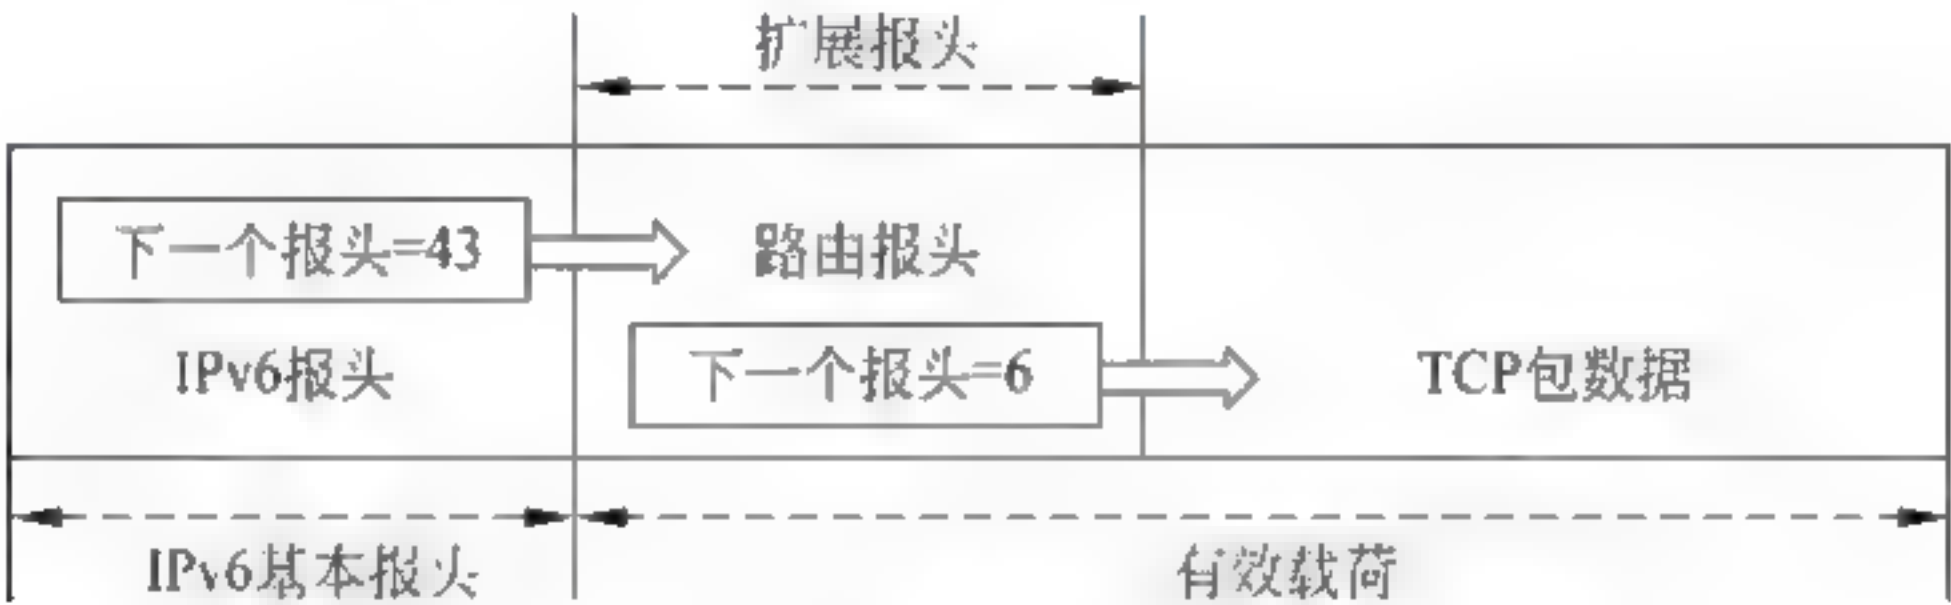 扩展报头
下一个报头=43
路由报头
IPv6报头
下一个报头=6
TCP包数据
IPv6基本报头
有效载荷